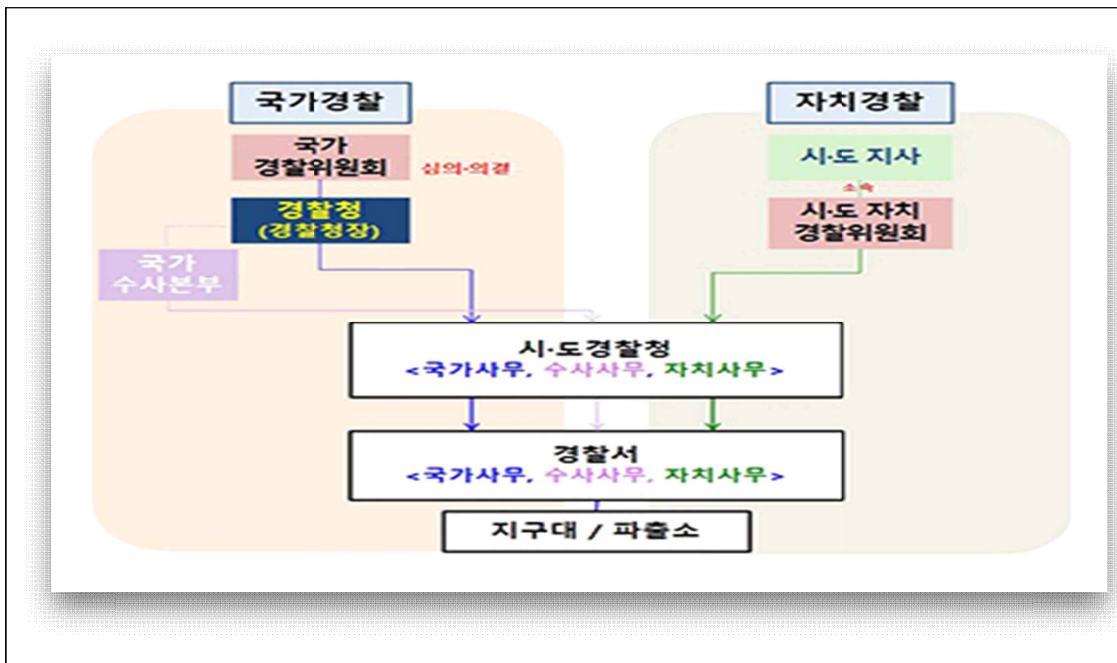 국가경찰
자치경찰
국가
경찰위원회
심의·의결
시·도 지사
소속
경찰청
(경찰청장)
시·도 자치
경찰위원회
국가
수사본부
시·도경찰청
<국가사무, 수사사무, 자치사무>
경찰서
<국가사무, 수사사무, 자치사무>
지구대 / 파출소